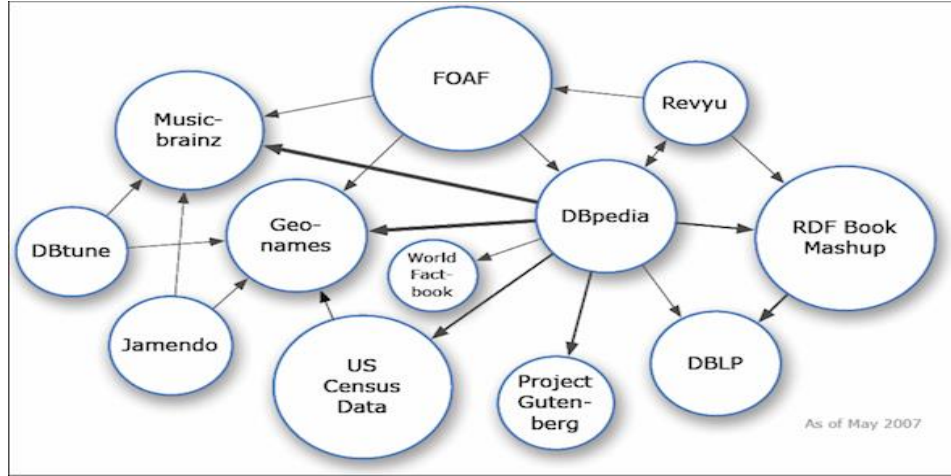 FOAF
Revyu
Music-
brainz
DBpedia
RDF Book
Mashup
Geo-
names
DBtune
World
Fact-
book
Jamendo
US
Census
Data
Project
Guten-
berg
DBLP
As of May 2007